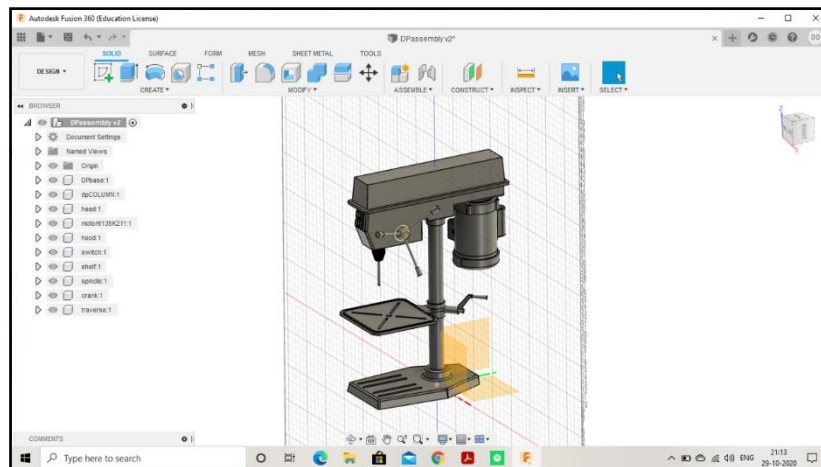 Autodesk Fusion 360 (Education License)
DPassembly v2*
DO
SOLID SURFACE FORM MESH SHEET METAL TOOLS
DESIGN
CREATE MODIFY ASSEMBLE CONSTRUCT INSPECT INSERT SELECT
BROWSER
DPassembly v2
Document Settings
Named Views
Origin
DPbase:1
dpCOLUMN:1
head:1
motor6135K211:1
hood:1
switch:1
shelf:1
spindle:1
crank:1
traverse:1
COMMENTS
Type here to search
ENG
21:13
29-10-2020